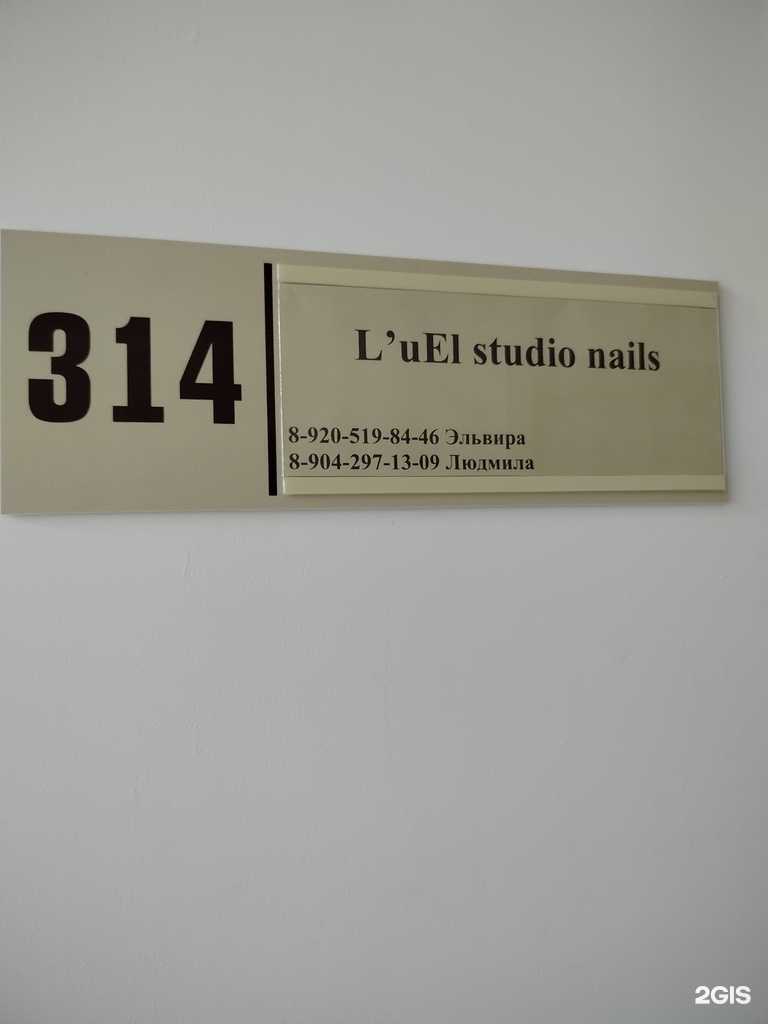 314
L’uEl studio nails
8-920-519-84-46 Эльвира
8-904-297-13-09 Людмила
2GIS